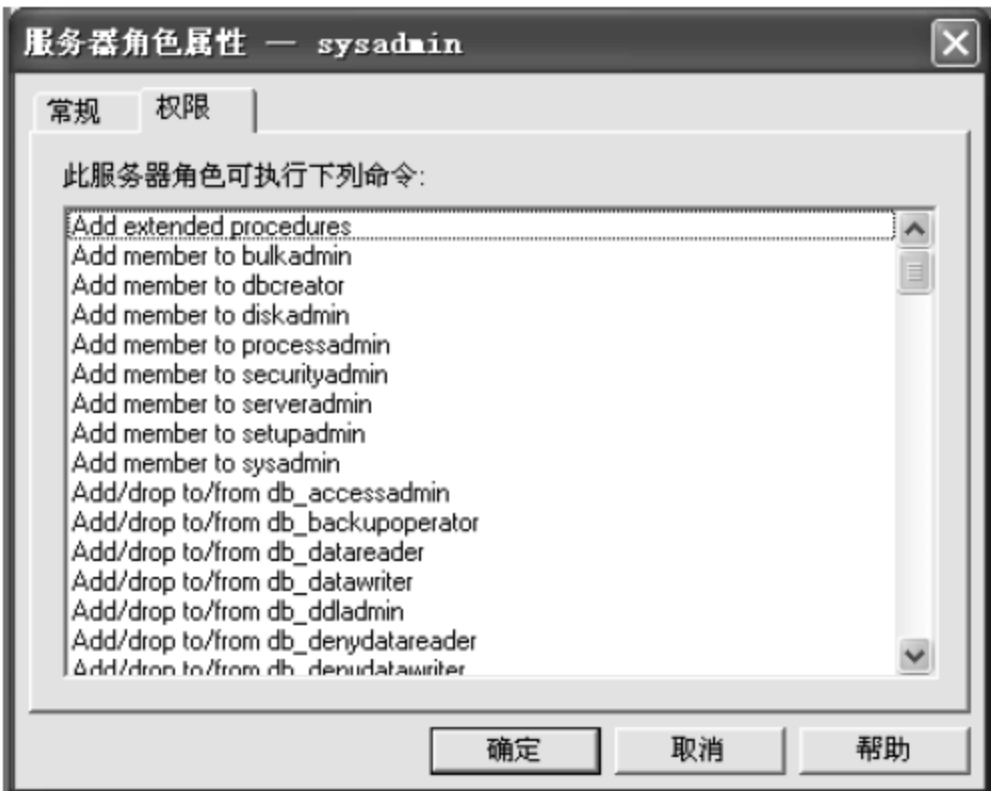 服务器角色属性 — sysadmin
常规 权限
此服务器角色可执行下列命令:
Add extended procedures
Add member to bulkadmin
Add member to dbcreator
Add member to diskadmin
Add member to processadmin
Add member to securityadmin
Add member to serveradmin
Add member to setupadmin
Add member to sysadmin
Add/drop to/from db_accessadmin
Add/drop to/from db_backupoperator
Add/drop to/from db_datareader
Add/drop to/from db_datawriter
Add/drop to/from db_ddladmin
Add/drop to/from db_denydatareader
Add/drop to/from db_denydatawriter
确定 取消 帮助